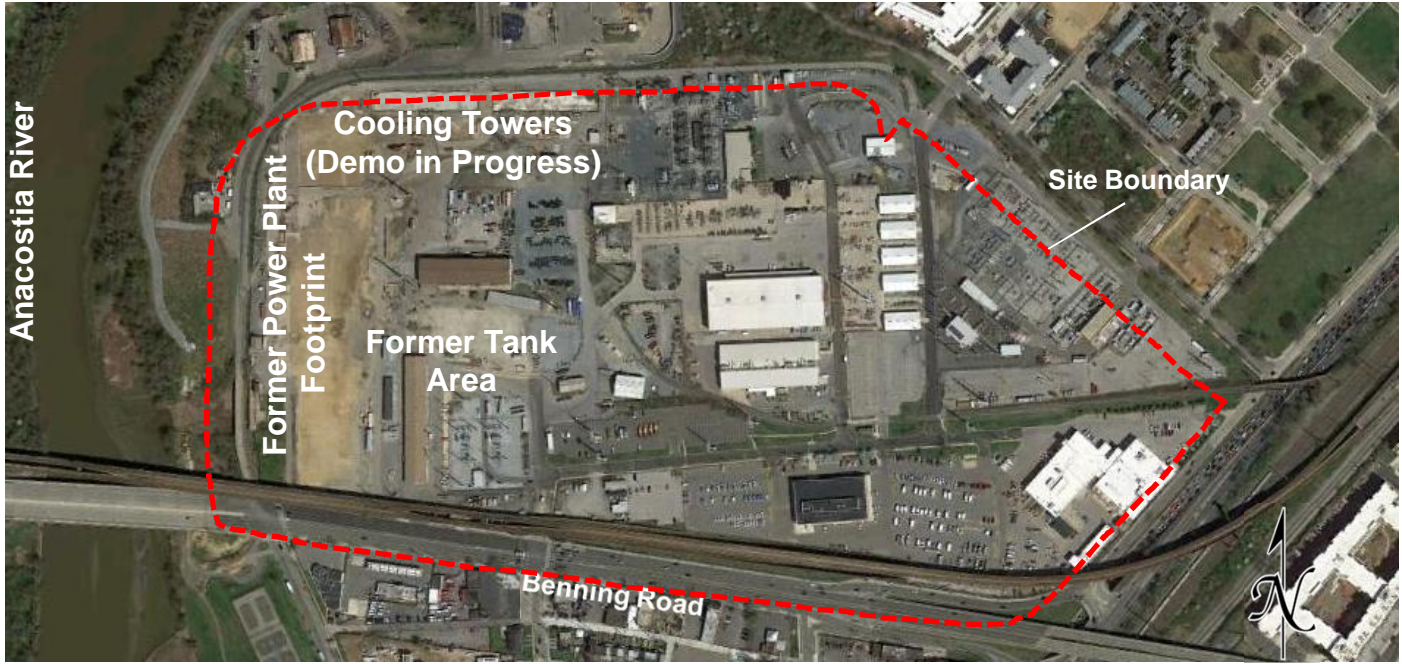 Anacostia River
Cooling Towers
(Demo in Progress)
Former Power Plant
Footprint
Site Boundary
Former Tank
Area
Benning Road
N